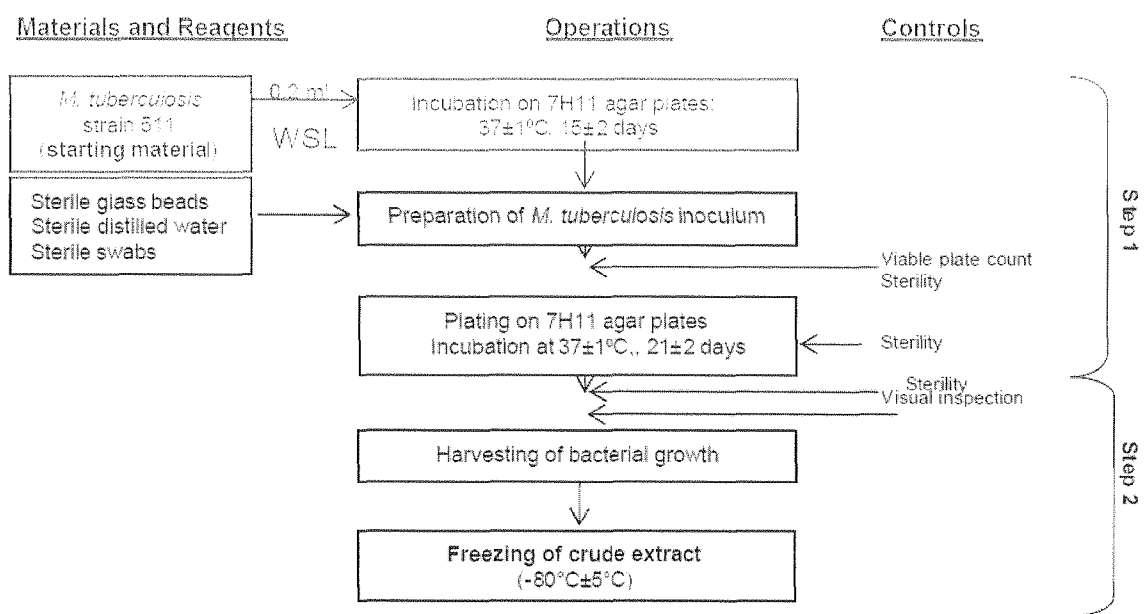 Materials and Reagents
Operations
Controls
M. tuberculosis
strain 511
(starting material)
0.2 ml
WSL
Incubation on 7H11 agar plates:
37±1ºC, 15±2 days
Sterile glass beads
Sterile distilled water
Sterile swabs
Preparation of M. tuberculosis inoculum
Viable plate count
Sterility
Plating on 7H11 agar plates
Incubation at 37±1ºC,. 21±2 days
Sterility
Step 1
Sterility
Visual inspection
Harvesting of bacterial growth
Freezing of crude extract
(-80°C±5°C)
Step 2